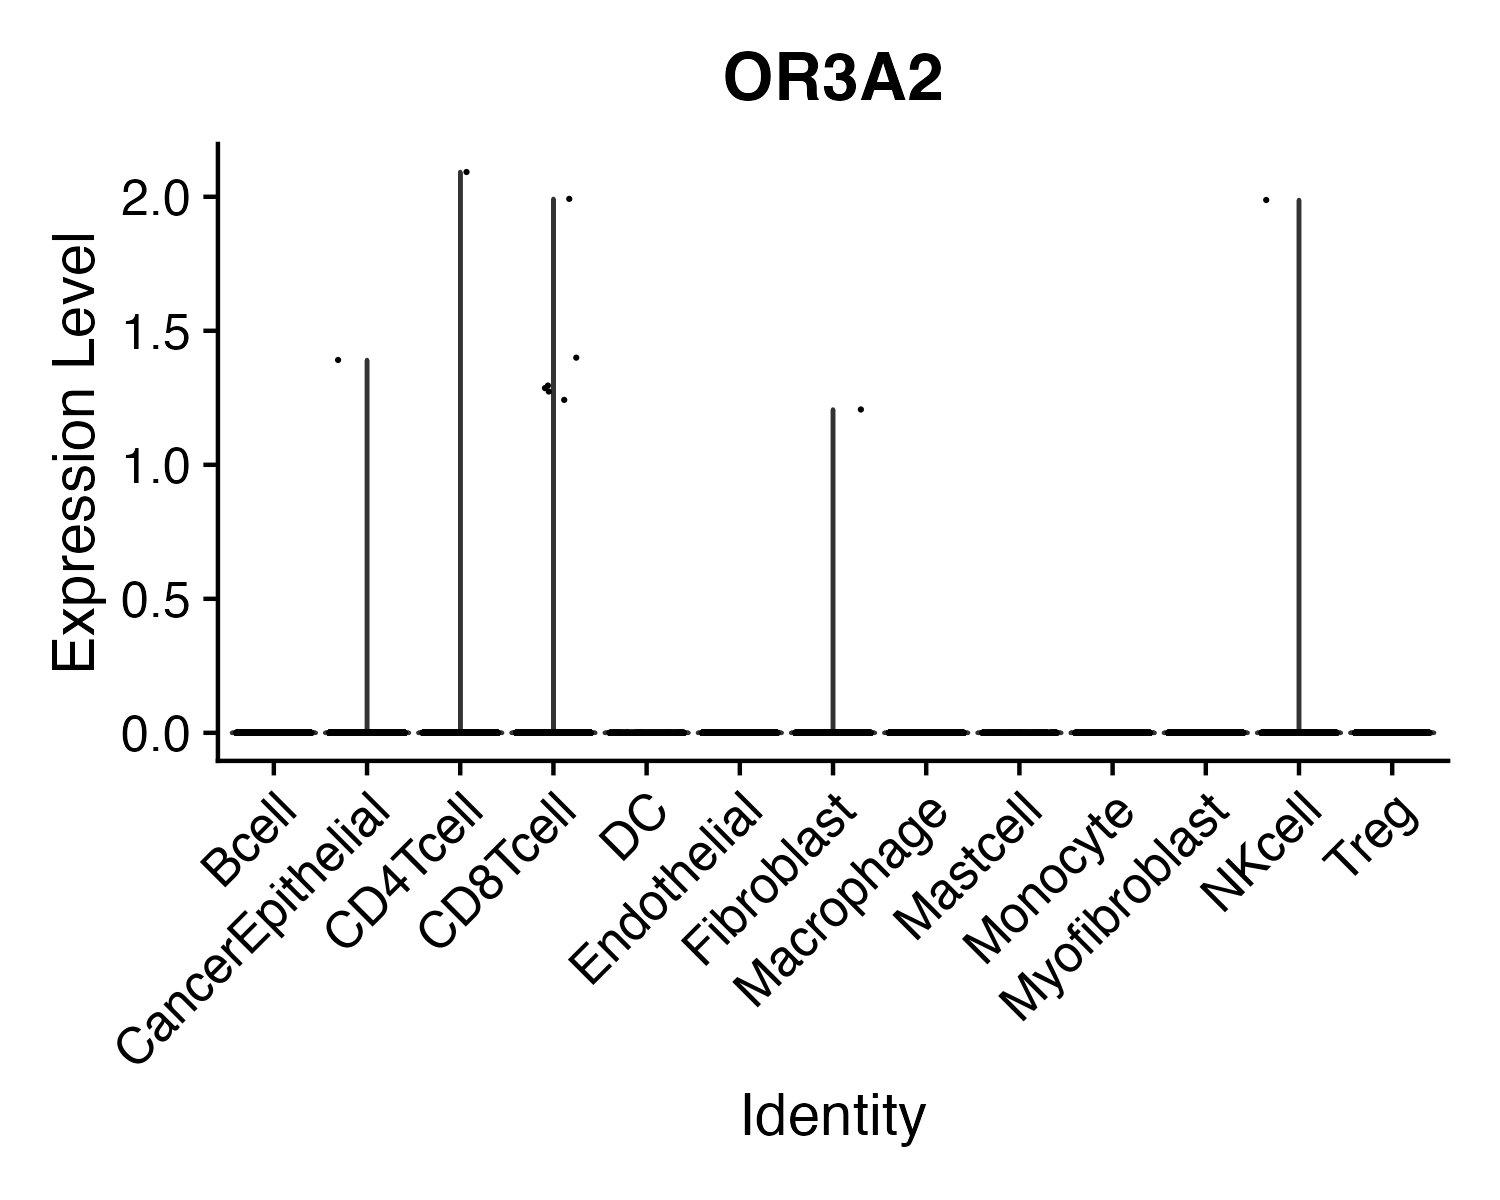 OR3A2
Expression Level
2.0
1.5
1.0
0.5
0.0
Bcell
CancerEpithelial
CD4Tcell
CD8Tcell
DC
Endothelial
Fibroblast
Macrophage
Mastcell
Monocyte
Myofibroblast
NKcell
Treg
Identity